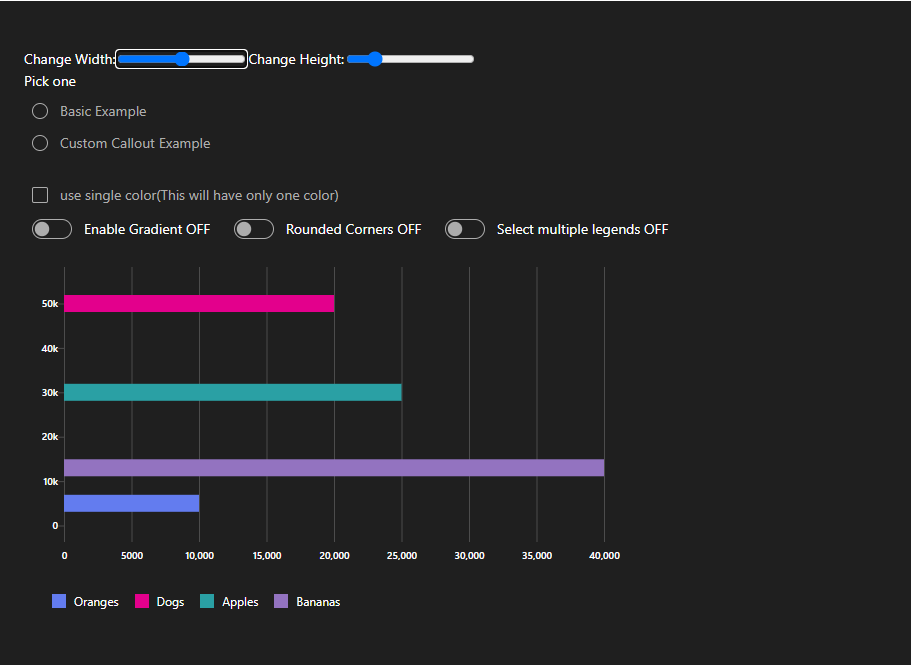 Change Width: Change Height:
Pick one
Basic Example
Custom Callout Example
use single color(This will have only one color)
Enable Gradient OFF Rounded Corners OFF Select multiple legends OFF
50k
40k
30k
20k
10k
0
0 5000 10,000 15,000 20,000 25,000 30,000 35,000 40,000
Oranges Dogs Apples Bananas